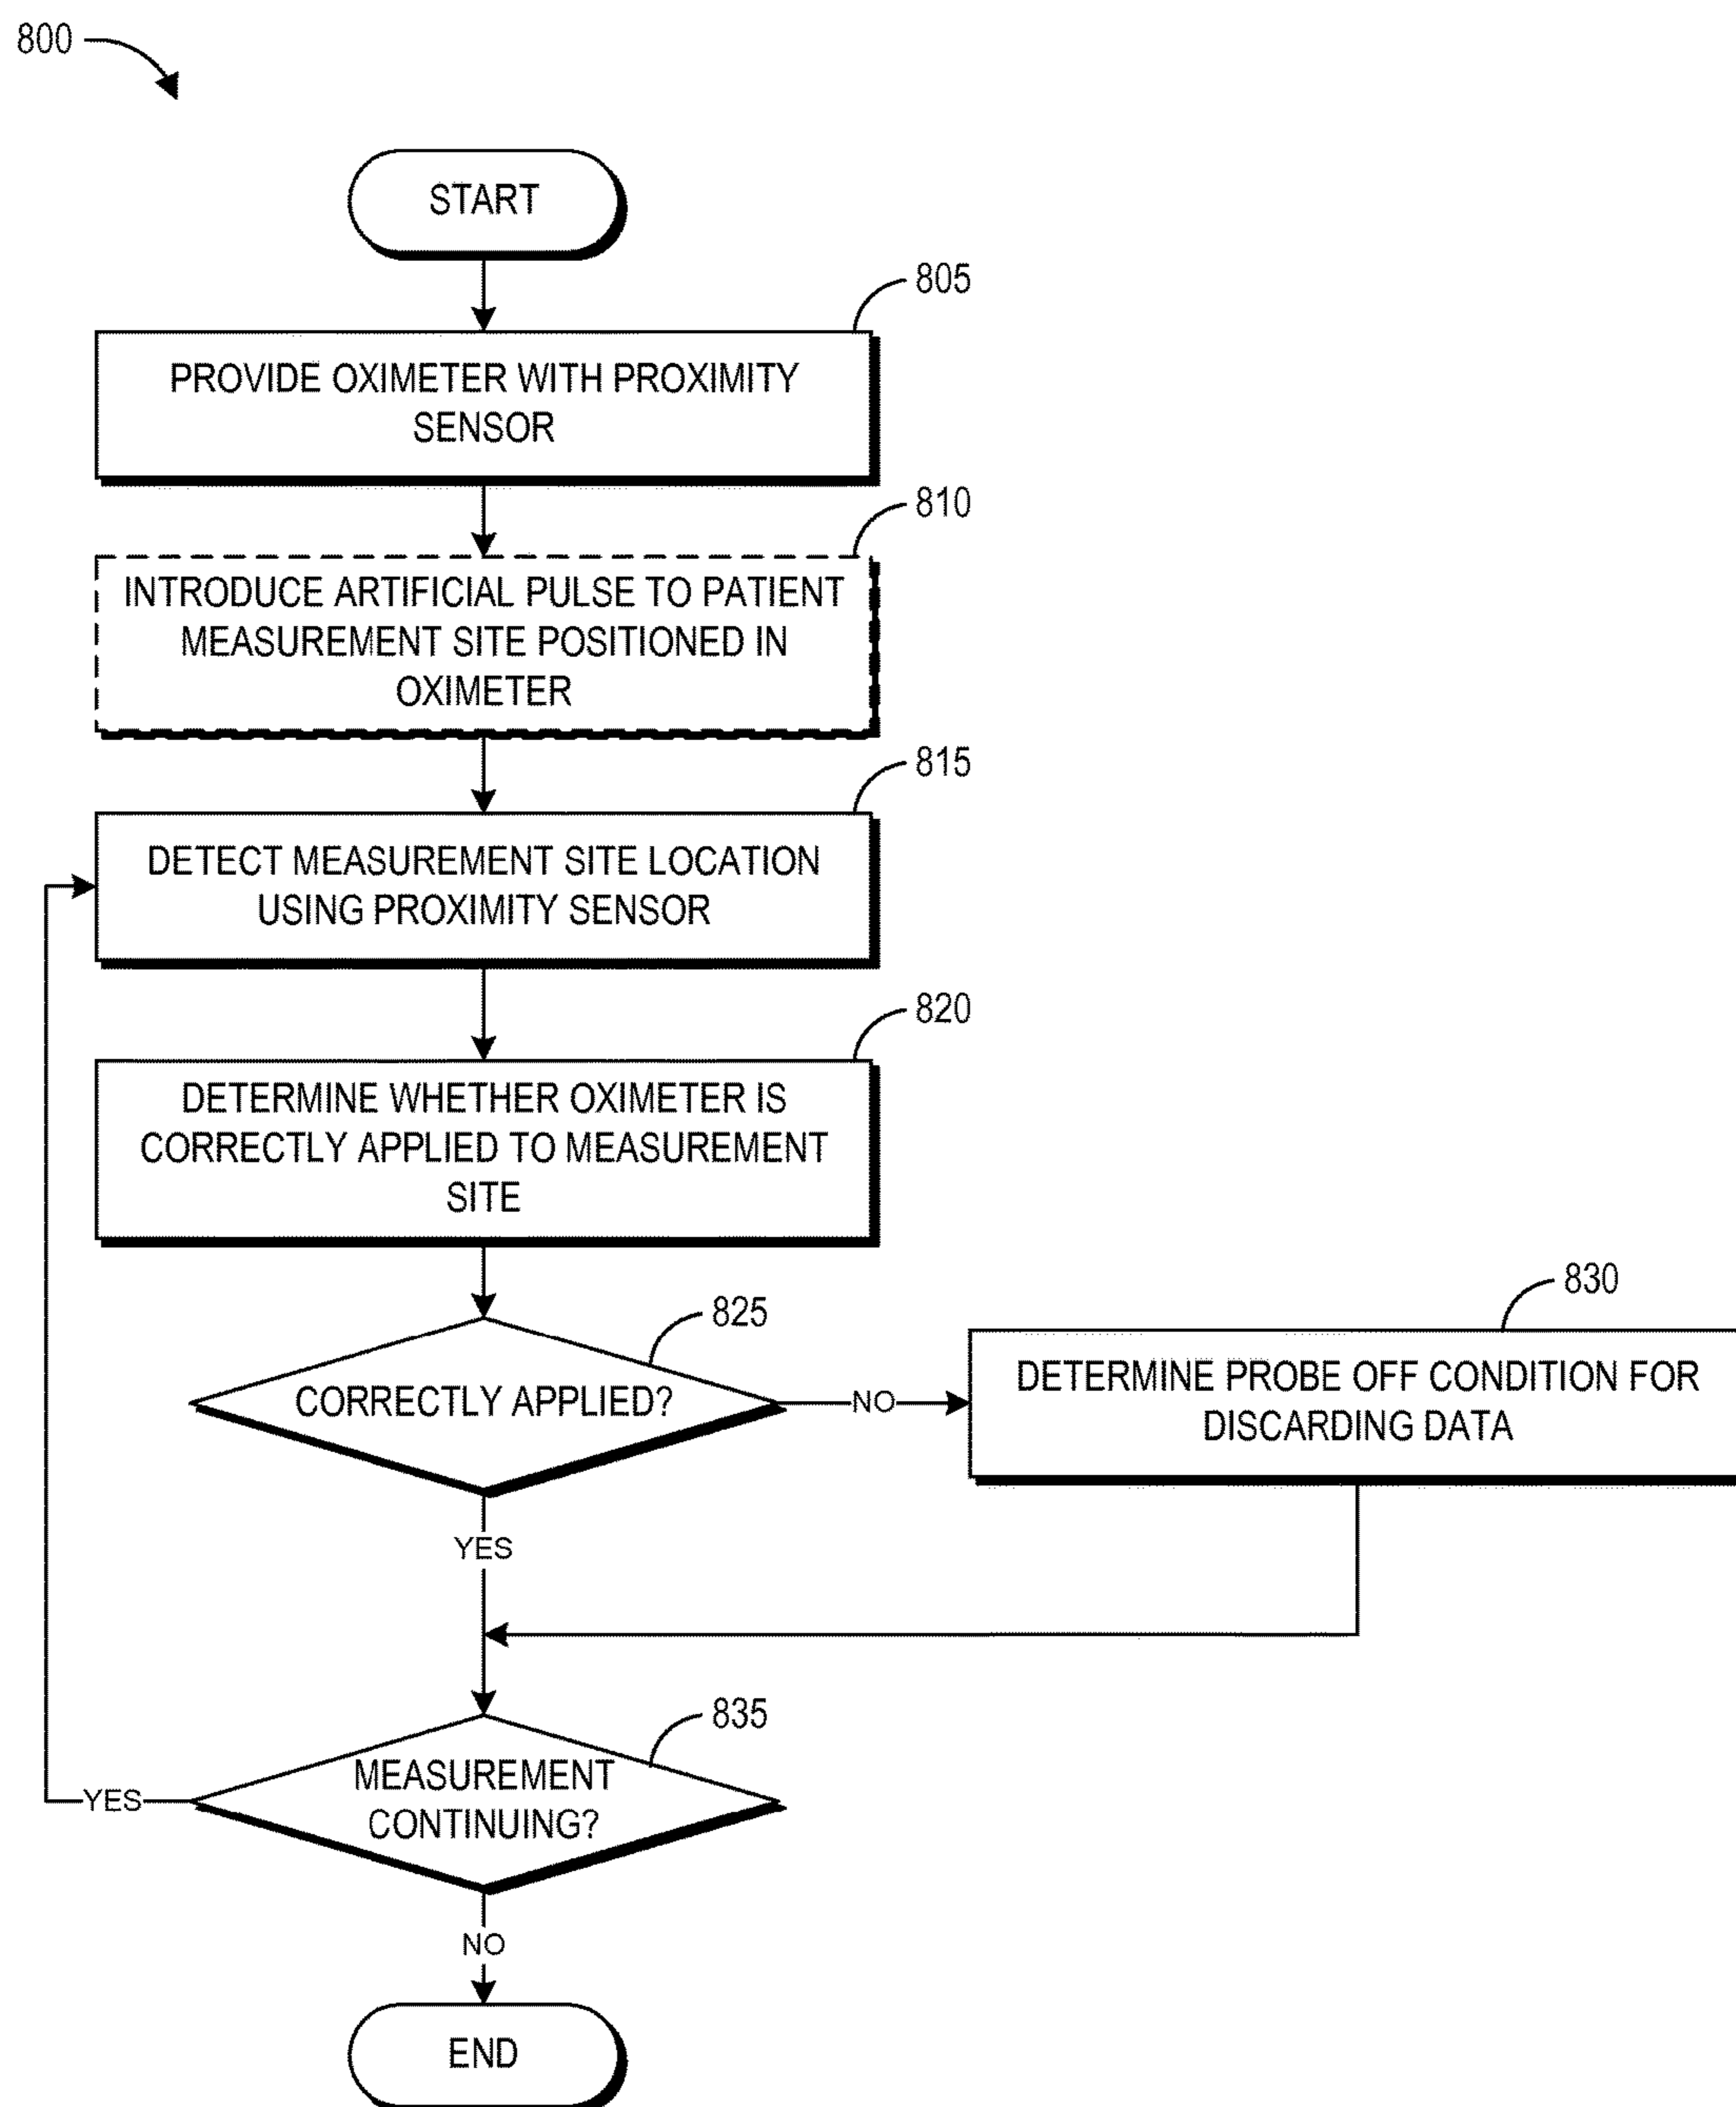 800
START
805
PROVIDE OXIMETER WITH PROXIMITY
SENSOR
810
INTRODUCE ARTIFICIAL PULSE TO PATIENT
MEASUREMENT SITE POSITIONED IN
OXIMETER
815
DETECT MEASUREMENT SITE LOCATION
USING PROXIMITY SENSOR
820
DETERMINE WHETHER OXIMETER IS
CORRECTLY APPLIED TO MEASUREMENT
SITE
825
CORRECTLY APPLIED?
NO
830
DETERMINE PROBE OFF CONDITION FOR
DISCARDING DATA
YES
835
MEASUREMENT
CONTINUING?
YES
NO
END